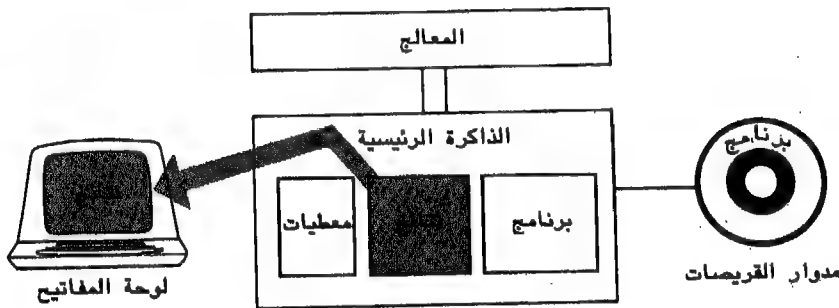 المعالج
الذاكرة الرئيسية
برنامج
برنامج
معطيات
مدوار القريصات
لوحة المفاتيح